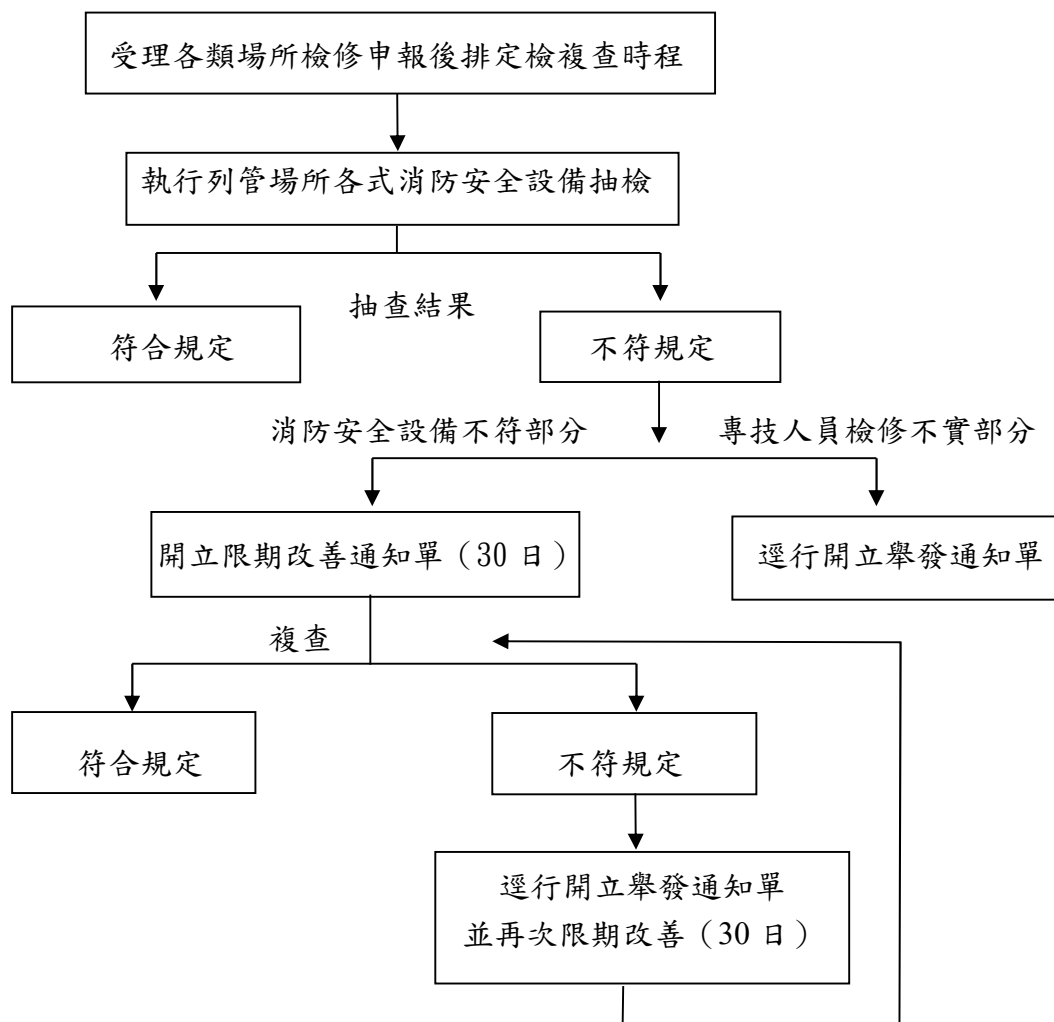 受理各類場所檢修申報後排定檢複查時程
執行列管場所各式消防安全設備抽檢
抽查結果
符合規定
不符規定
消防安全設備不符部分
專技人員檢修不實部分
開立限期改善通知單（30 日）
逕行開立舉發通知單
複查
符合規定
不符規定
逕行開立舉發通知單
並再次限期改善（30 日）